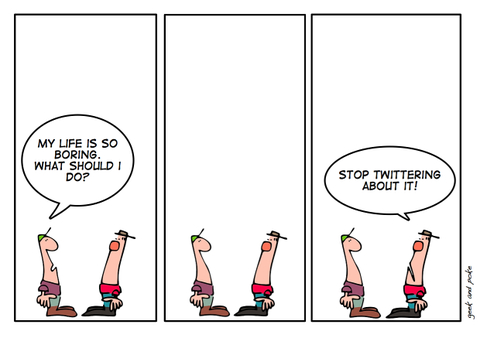 MY LIFE IS SO
BORING.
WHAT SHOULD I
DO?
STOP TWITTERING
ABOUT IT!
geek and poke